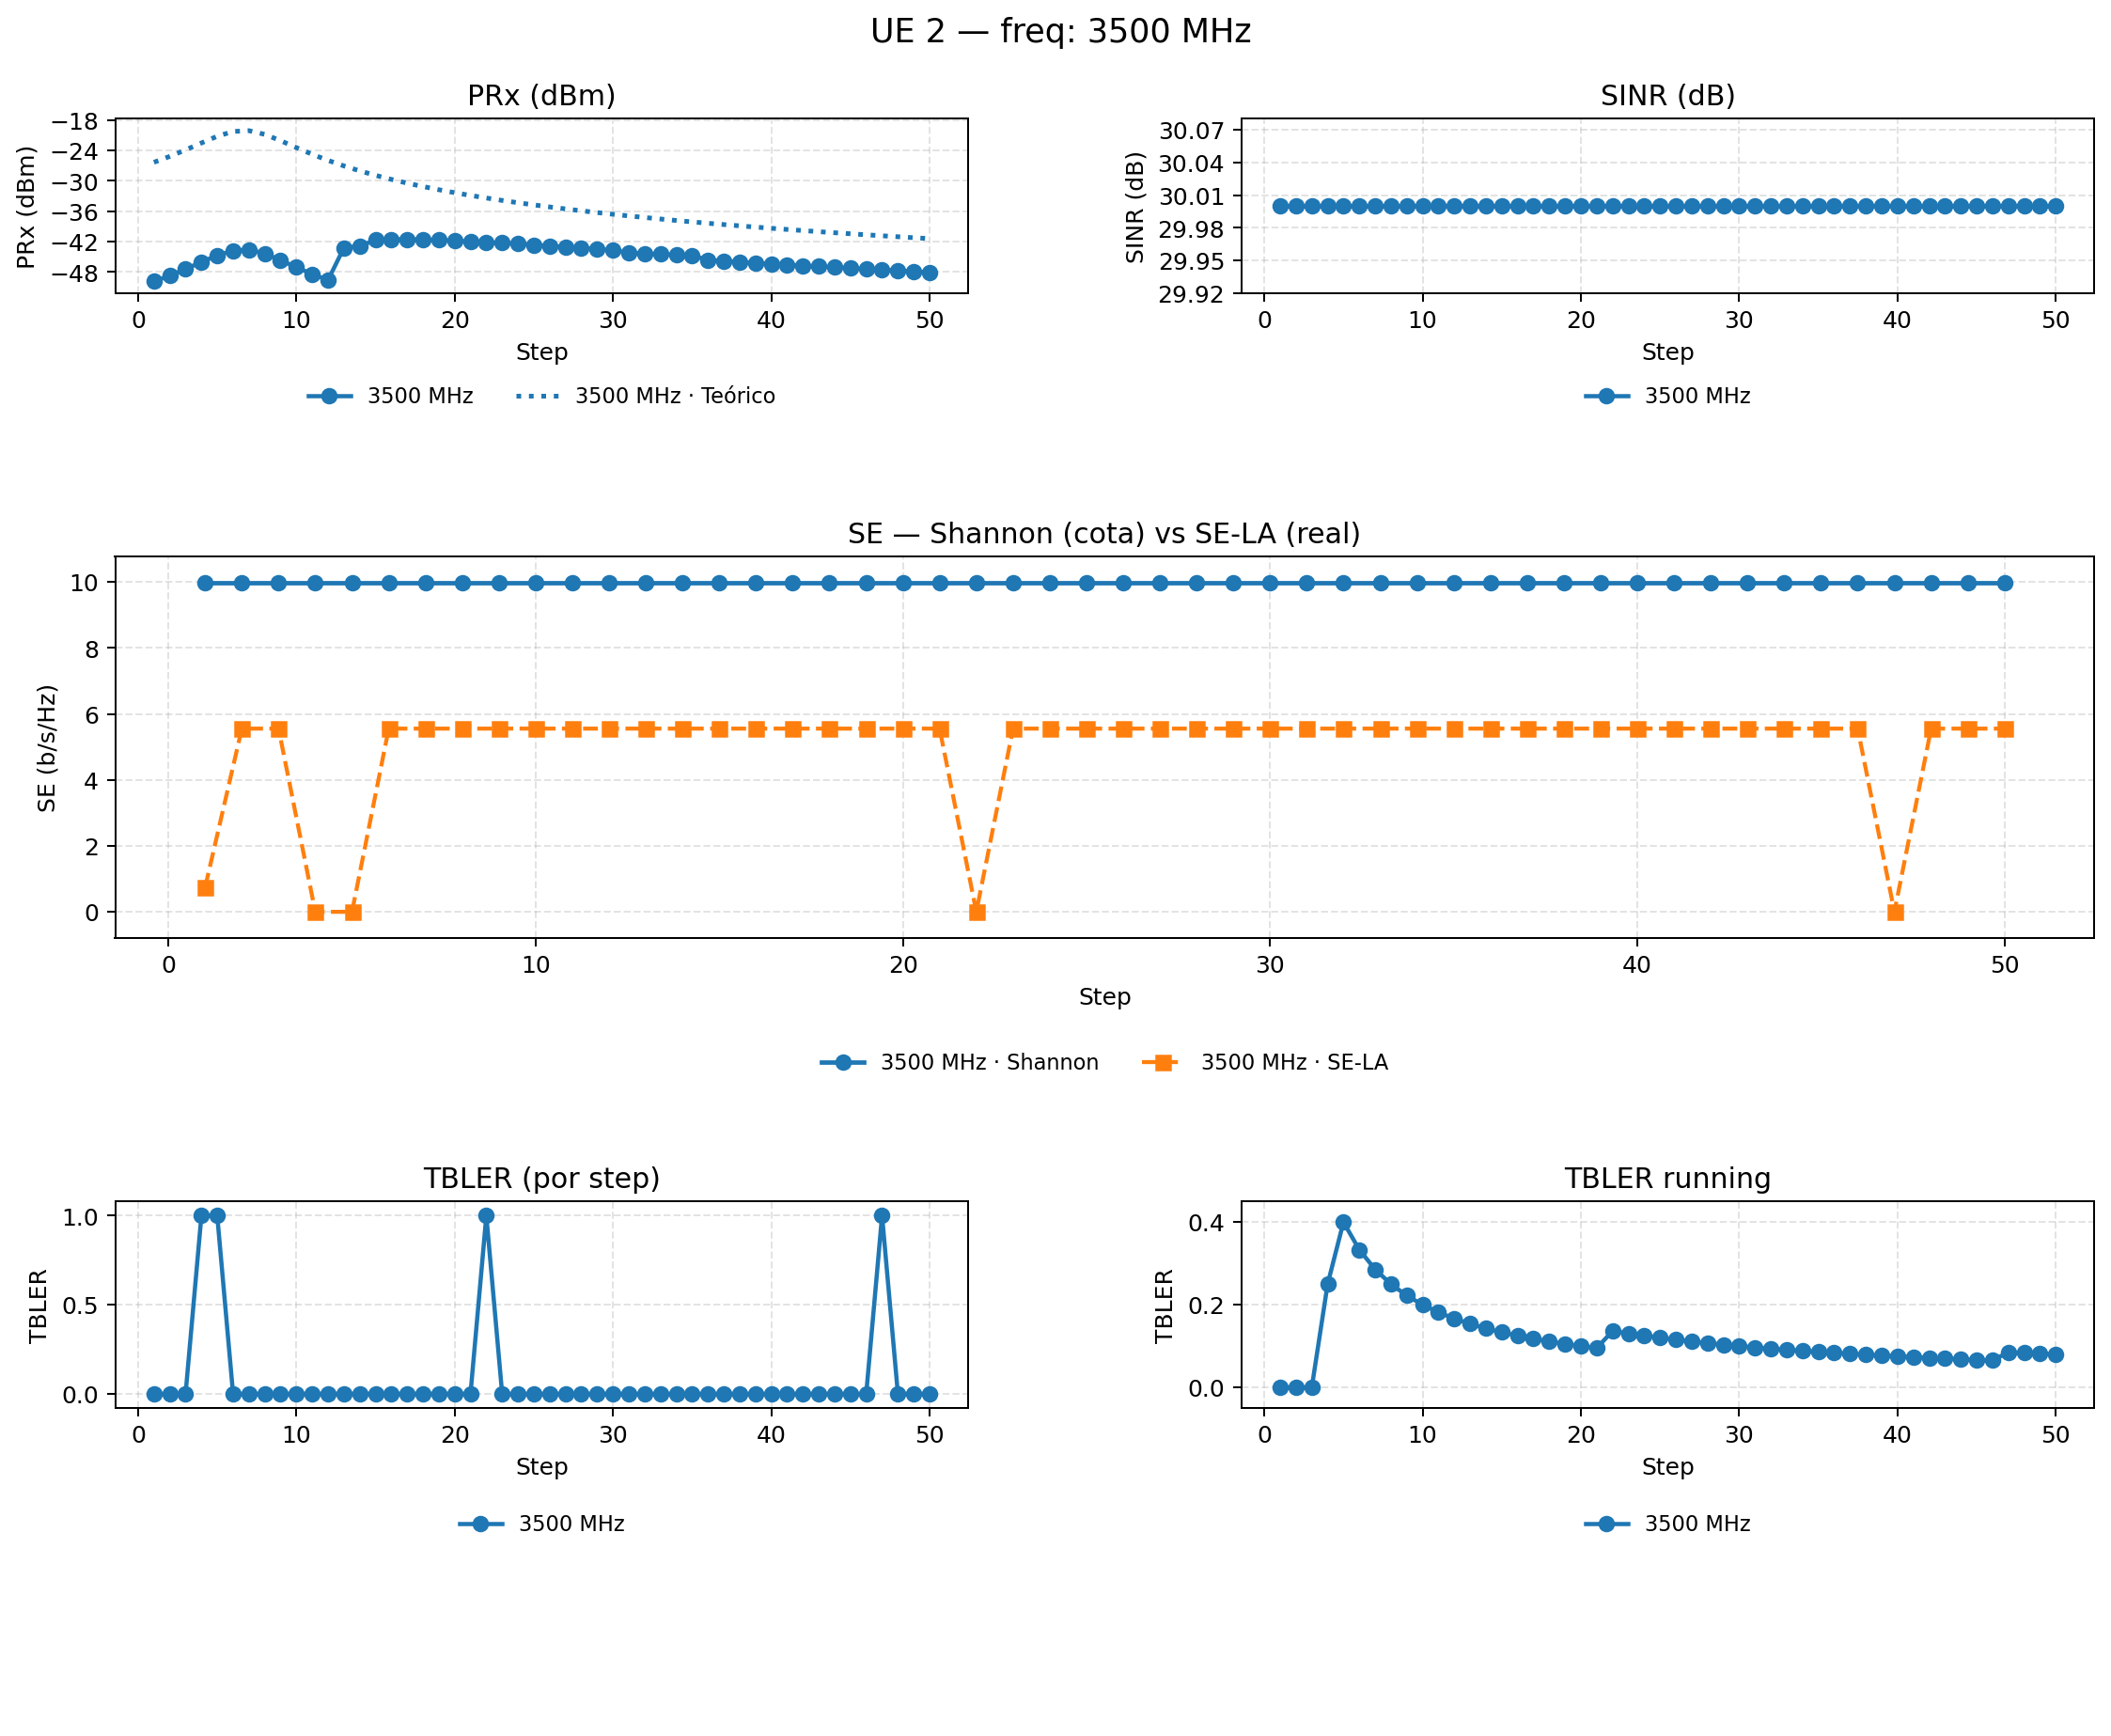 UE 2 — freq: 3500 MHz
PRx (dBm)
PRx (dBm)
−18
−24
−30
−36
−42
−48
0 10 20 30 40 50
Step
3500 MHz 3500 MHz · Teórico
SINR (dB)
SINR (dB)
30.07
30.04
30.01
29.98
29.95
29.92
0 10 20 30 40 50
Step
3500 MHz
SE — Shannon (cota) vs SE-LA (real)
SE (b/s/Hz)
10
8
6
4
2
0
0 10 20 30 40 50
Step
3500 MHz · Shannon 3500 MHz · SE-LA
TBLER (por step)
TBLER
1.0
0.5
0.0
0 10 20 30 40 50
Step
3500 MHz
TBLER running
TBLER
0.4
0.2
0.0
0 10 20 30 40 50
Step
3500 MHz